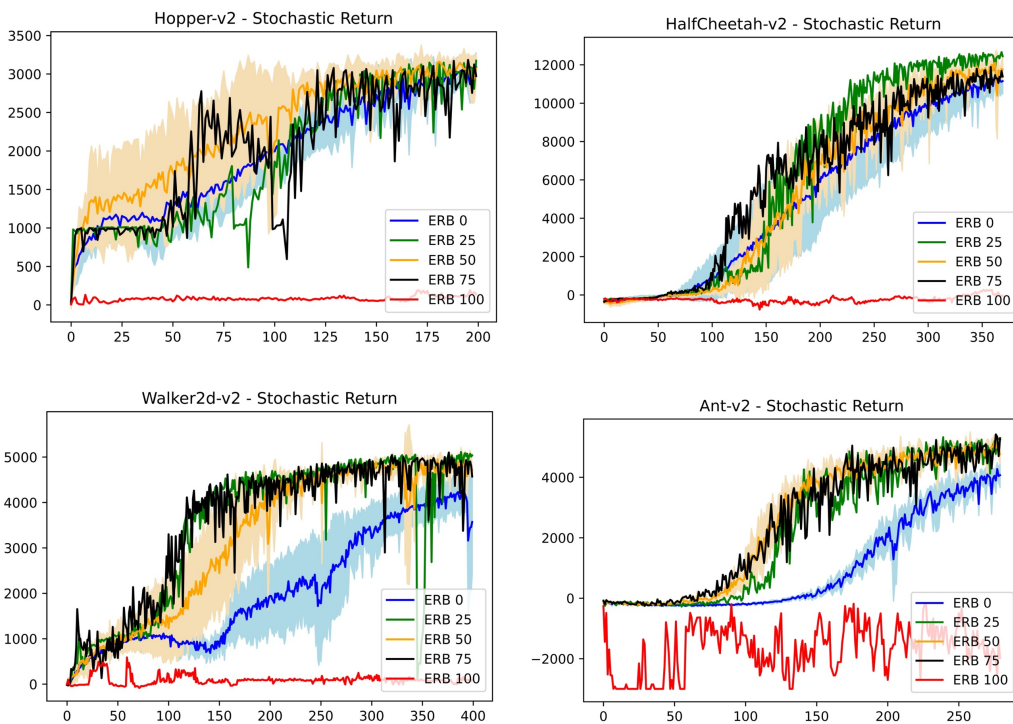 Hopper-v2 - Stochastic Return
3500
3000
2500
2000
1500
1000
500
0
0 25 50 75 100 125 150 175 200
ERB 0
ERB 25
ERB 50
ERB 75
ERB 100
HalfCheetah-v2 - Stochastic Return
12000
10000
8000
6000
4000
2000
0
0 50 100 150 200 250 300 350
ERB 0
ERB 25
ERB 50
ERB 75
ERB 100
Walker2d-v2 - Stochastic Return
5000
4000
3000
2000
1000
0
0 50 100 150 200 250 300 350 400
ERB 0
ERB 25
ERB 50
ERB 75
ERB 100
Ant-v2 - Stochastic Return
4000
2000
0
−2000
0 50 100 150 200 250
ERB 0
ERB 25
ERB 50
ERB 75
ERB 100